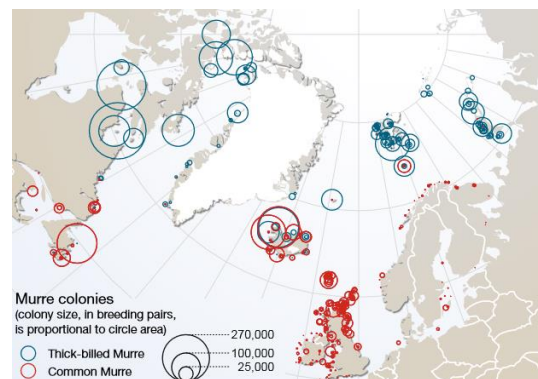 Murre colonies
(colony size, in breeding pairs,
is proportional to circle area)
Thick-billed Murre
Common Murre
270,000
100,000
25,000